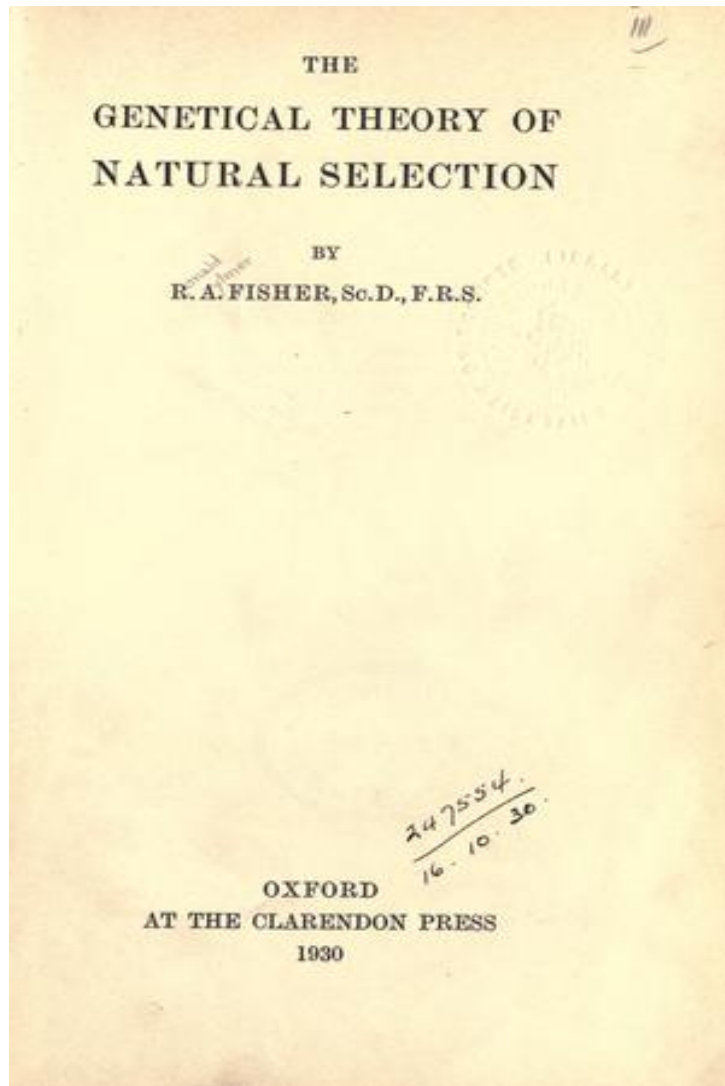 III
THE
GENETICAL THEORY OF
NATURAL SELECTION
BY
R. A. FISHER, Sc.D., F.R.S.
247554.
16. 10. 30.
OXFORD
AT THE CLARENDON PRESS
1930